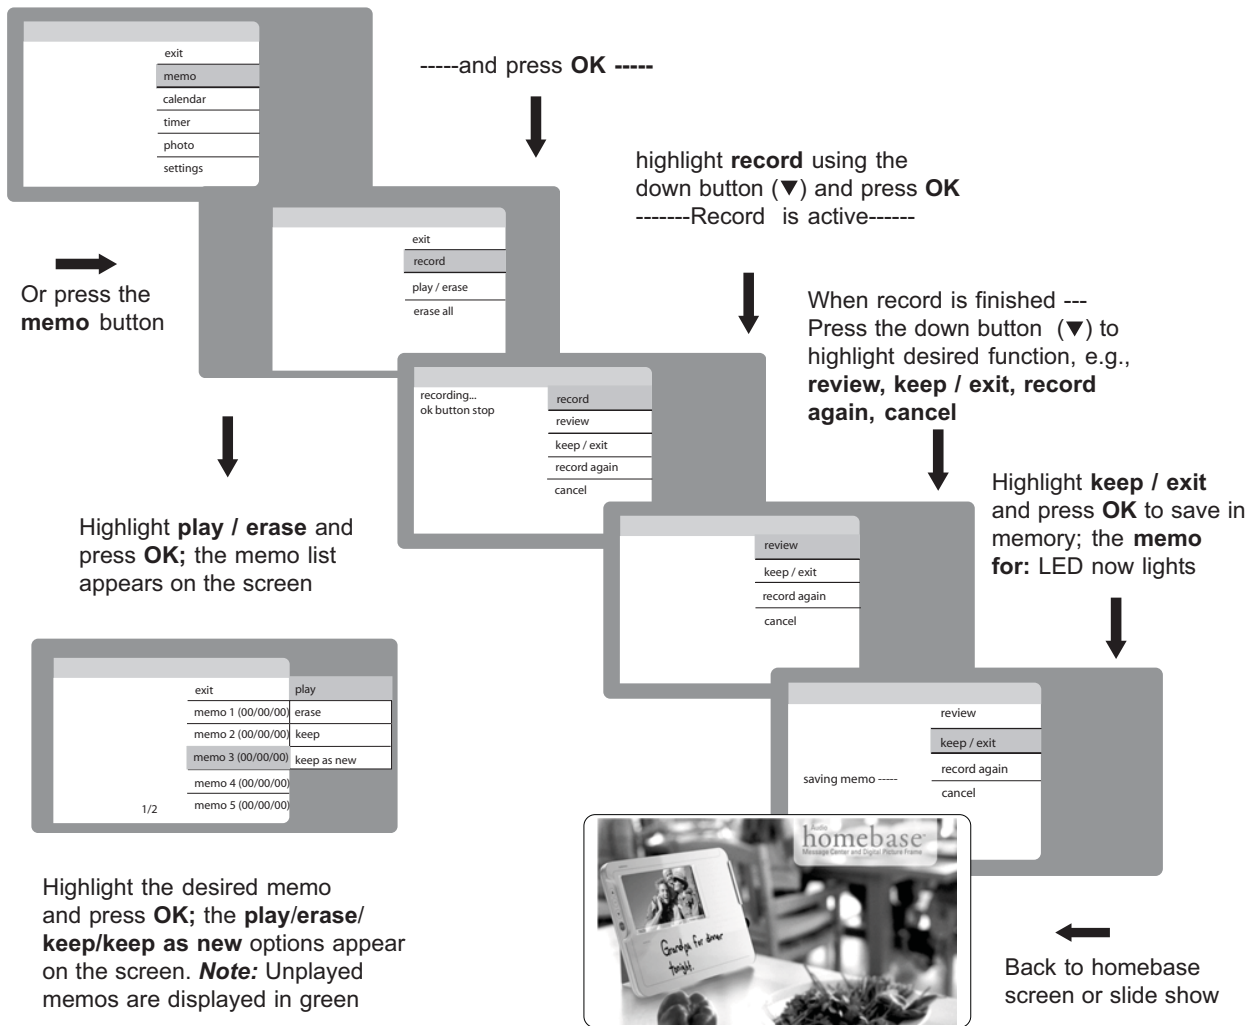 exit
memo
calendar
timer
photo
settings
-----and press OK -----
Or press the
memo button
exit
record
play / erase
erase all
highlight record using the
down button (▼) and press OK
-------Record is active------
recording...
ok button stop
record
review
keep / exit
record again
cancel
When record is finished ---
Press the down button (▼) to
highlight desired function, e.g.,
review, keep / exit, record
again, cancel
review
keep / exit
record again
cancel
Highlight keep / exit
and press OK to save in
memory; the memo
for: LED now lights
saving memo -----
review
keep / exit
record again
cancel
Highlight play / erase and
press OK; the memo list
appears on the screen
exit
memo 1 (00/00/00)
memo 2 (00/00/00)
memo 3 (00/00/00)
memo 4 (00/00/00)
memo 5 (00/00/00)
1/2
play
erase
keep
keep as new
Highlight the desired memo
and press OK; the play/erase/
keep/keep as new options appear
on the screen. Note: Unplayed
memos are displayed in green
Audio
homebase
Message Center and Digital Picture Frame
Grandpa for dinner
tonight.
Back to homebase
screen or slide show